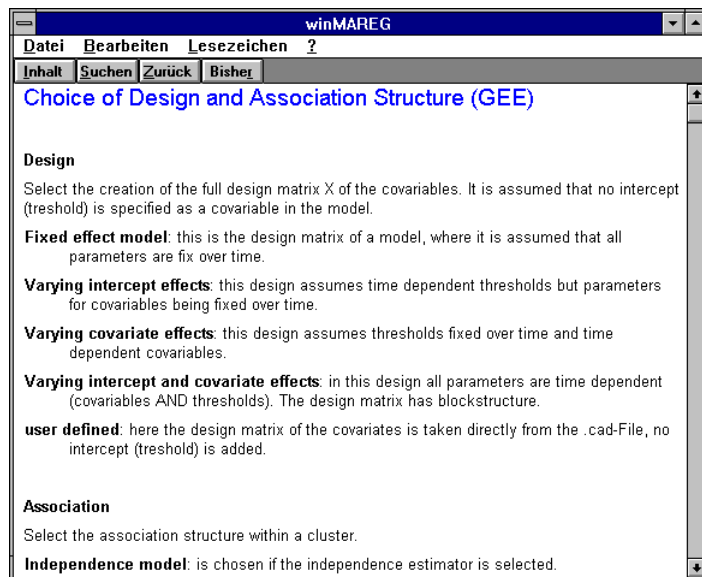 winMAREG
Datei Bearbeiten Lesezeichen ?
Inhalt Suchen Zurück Bisher
Choice of Design and Association Structure (GEE)
Design
Select the creation of the full design matrix X of the covariables. It is assumed that no intercept
(treshold) is specified as a covariable in the model.
Fixed effect model: this is the design matrix of a model, where it is assumed that all
parameters are fix over time.
Varying intercept effects: this design assumes time dependent thresholds but parameters
for covariables being fixed over time.
Varying covariate effects: this design assumes thresholds fixed over time and time
dependent covariables.
Varying intercept and covariate effects: in this design all parameters are time dependent
(covariables AND thresholds). The design matrix has blockstructure.
user defined: here the design matrix of the covariates is taken directly from the .cad-File, no
intercept (treshold) is added.
Association
Select the association structure within a cluster.
Independence model: is chosen if the independence estimator is selected.